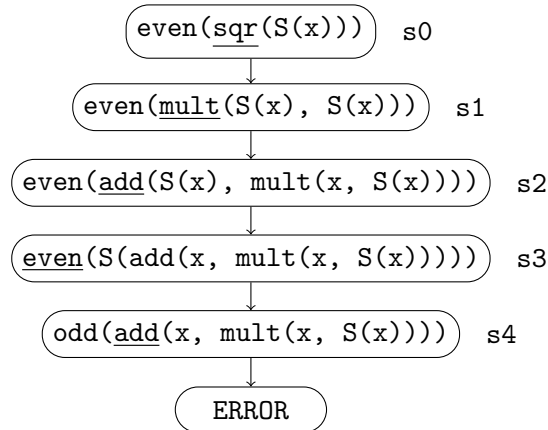 even(sqr(S(x))) s0
even(mult(S(x), S(x))) s1
even(add(S(x), mult(x, S(x)))) s2
even(S(add(x, mult(x, S(x))))) s3
odd(add(x, mult(x, S(x)))) s4
ERROR